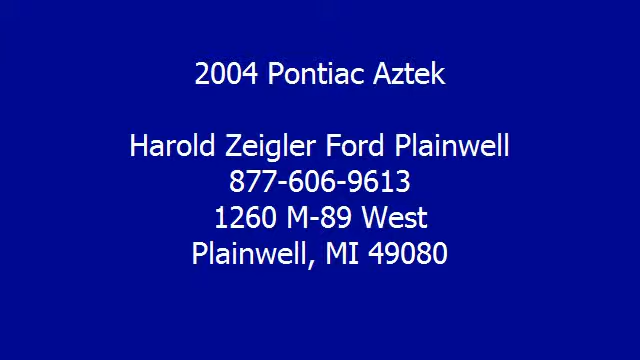 2004 Pontiac Aztek
Harold Zeigler Ford Plainwell
877-606-9613
1260 M-89 West
Plainwell, MI 49080